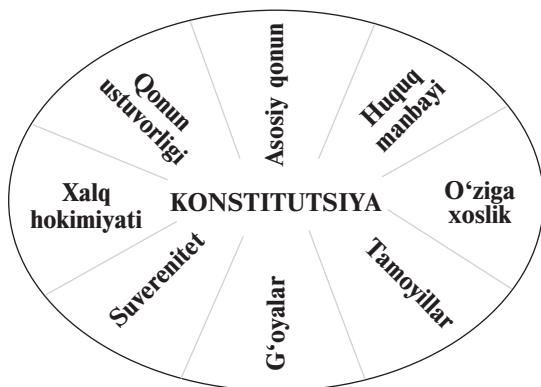 Qonun
ustuvorligi
Asosiy qonun
Huquq
manbayi
Xalq
hokimiyati
KONSTITUTSIYA
O‘ziga
xoslik
Suverenitet
G‘oyalar
Tamoyillar